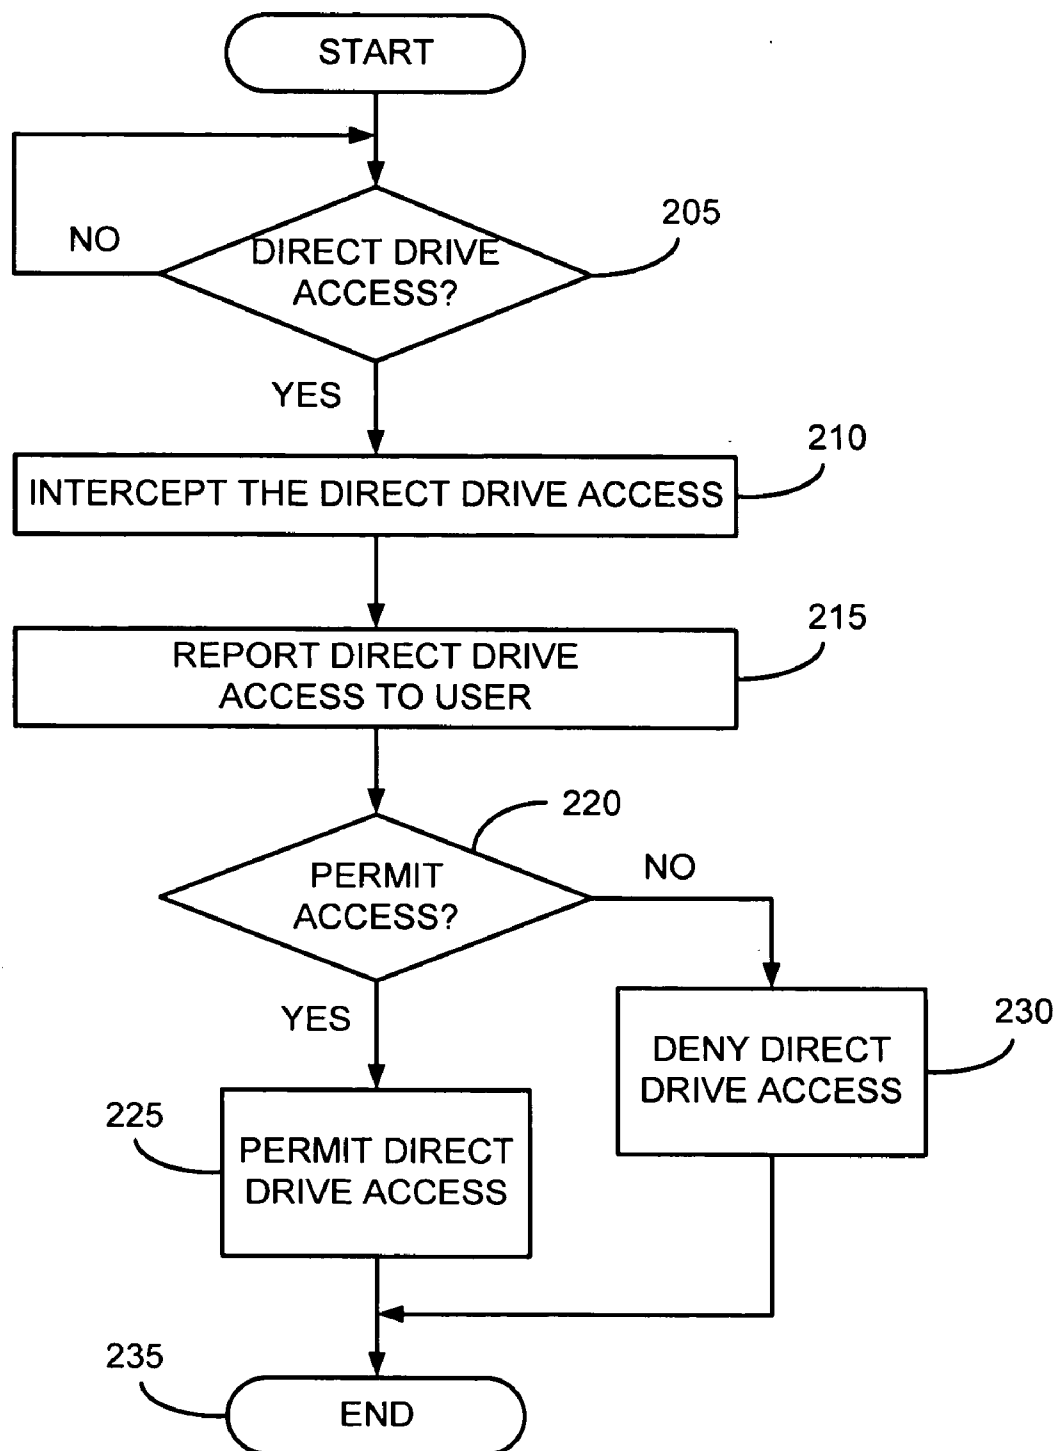 START
205
NO
DIRECT DRIVE
ACCESS?
YES
210
INTERCEPT THE DIRECT DRIVE ACCESS
215
REPORT DIRECT DRIVE
ACCESS TO USER
220
PERMIT
ACCESS?
NO
YES
230
DENY DIRECT
DRIVE ACCESS
225
PERMIT DIRECT
DRIVE ACCESS
235
END